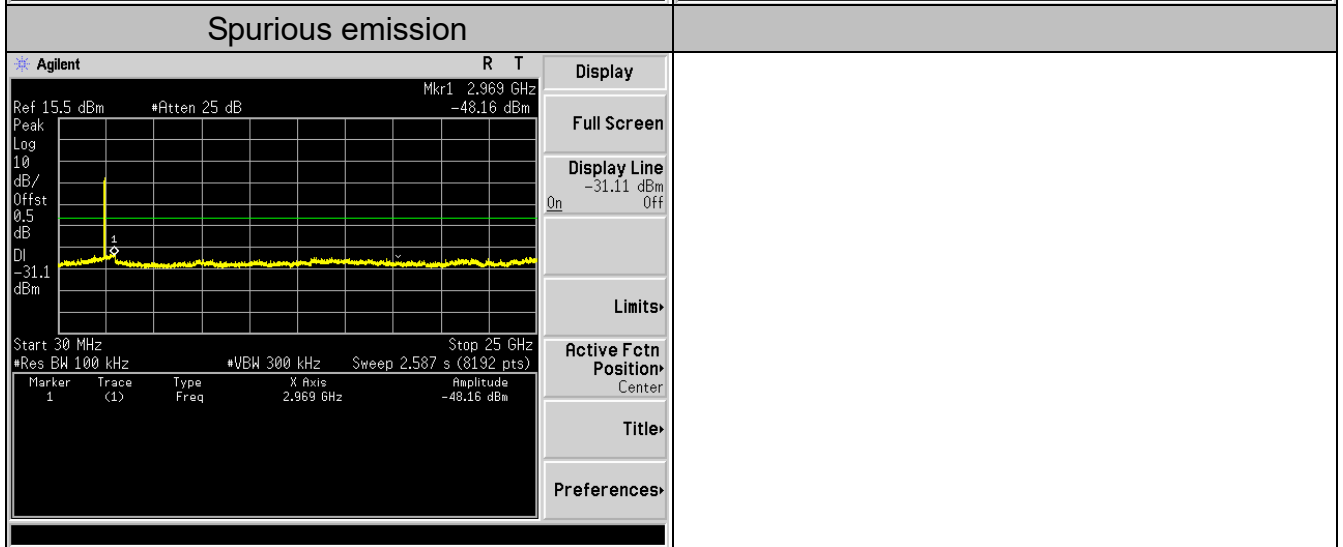 Spurious emission
Agilent R T
Mkr1 2.969 GHz
Ref 15.5 dBm #Atten 25 dB -48.16 dBm
Peak
Log
10
dB/
Offst
0.5
dB
DI
-31.1
dBm
1
Start 30 MHz Stop 25 GHz
#Res BW 100 kHz #VBW 300 kHz Sweep 2.587 s (8192 pts)
Marker Trace Type X Axis Amplitude
1 (1) Freq 2.969 GHz -48.16 dBm
Display
Full Screen
Display Line
-31.11 dBm
On Off
Limits
Active Fctn
Position
Center
Title
Preferences